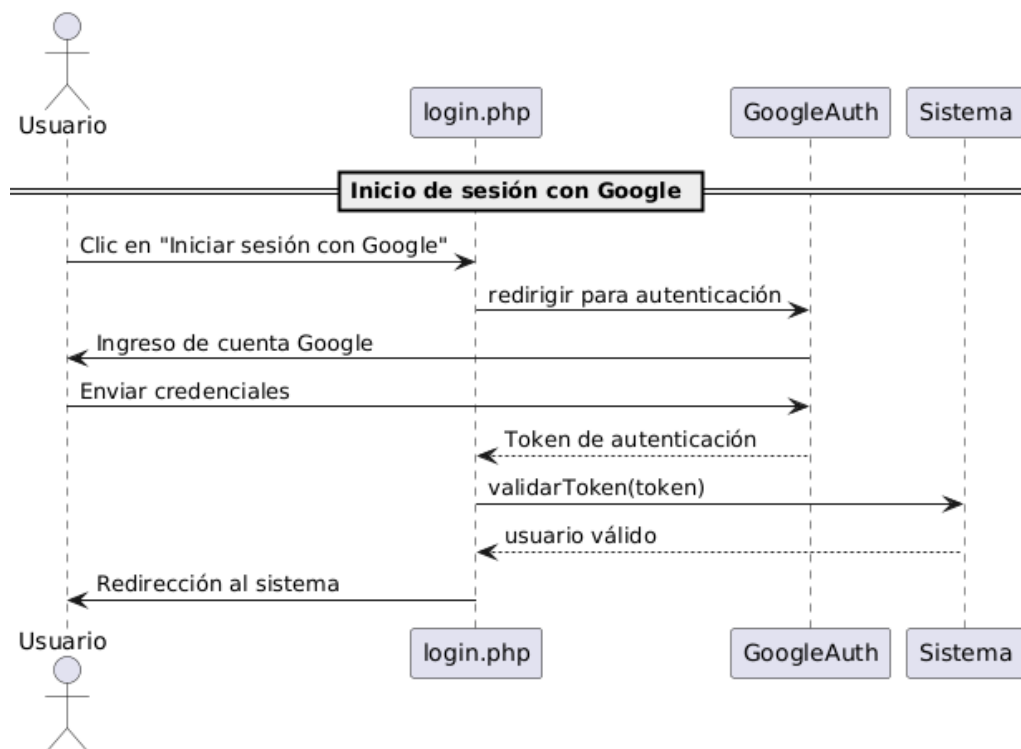 Usuario
login.php
GoogleAuth
Sistema
Inicio de sesión con Google
Clic en "Iniciar sesión con Google"
redirigir para autenticación
Ingreso de cuenta Google
Enviar credenciales
Token de autenticación
validarToken(token)
usuario válido
Redirección al sistema
Usuario
login.php
GoogleAuth
Sistema